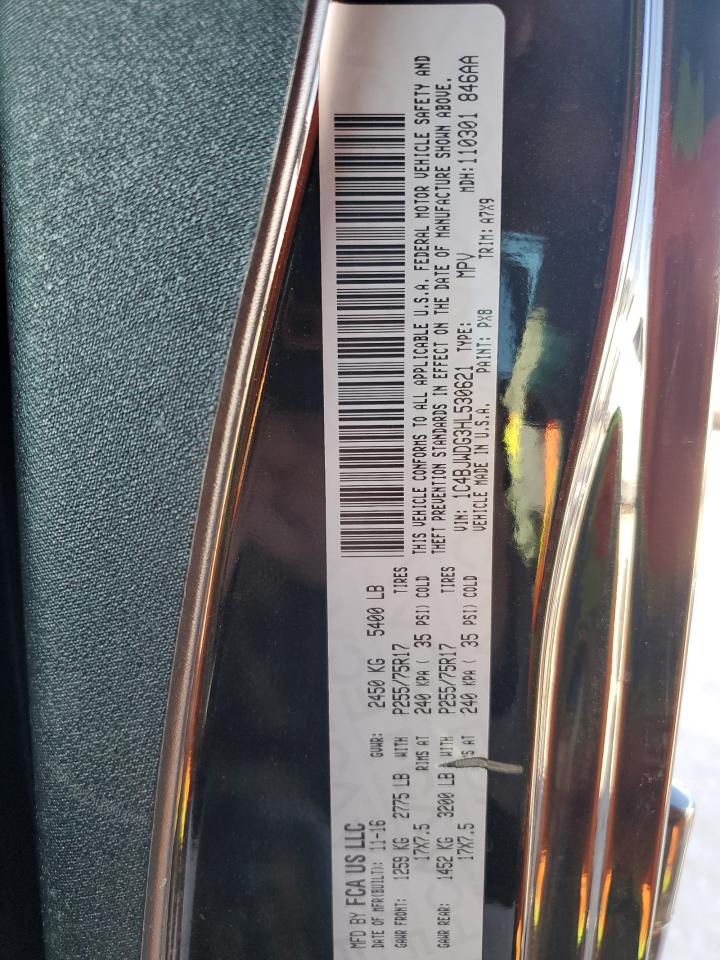 MFD BY FCA US LLC
DATE OF MFR(BUILT): 11-16 GVWR: 2450 KG 5400 LB
GAWR FRONT: 1259 KG 2775 LB WITH P255/75R17 TIRES
17X7.5 RIMS AT 240 KPA ( 35 PSI) COLD
GAWR REAR: 1452 KG 3200 LB WITH P255/75R17 TIRES
17X7.5 AT 240 KPA ( 35 PSI) COLD
THIS VEHICLE CONFORMS TO ALL APPLICABLE U.S.A. FEDERAL MOTOR VEHICLE SAFETY AND
THEFT PREVENTION STANDARDS IN EFFECT ON THE DATE OF MANUFACTURE SHOWN ABOVE.
VIN: 1C4BJWDG3HL530621 TYPE: MPV MDH:110301 846AA
VEHICLE MADE IN U.S.A. PAINT: PX8 TRIM: A7X9